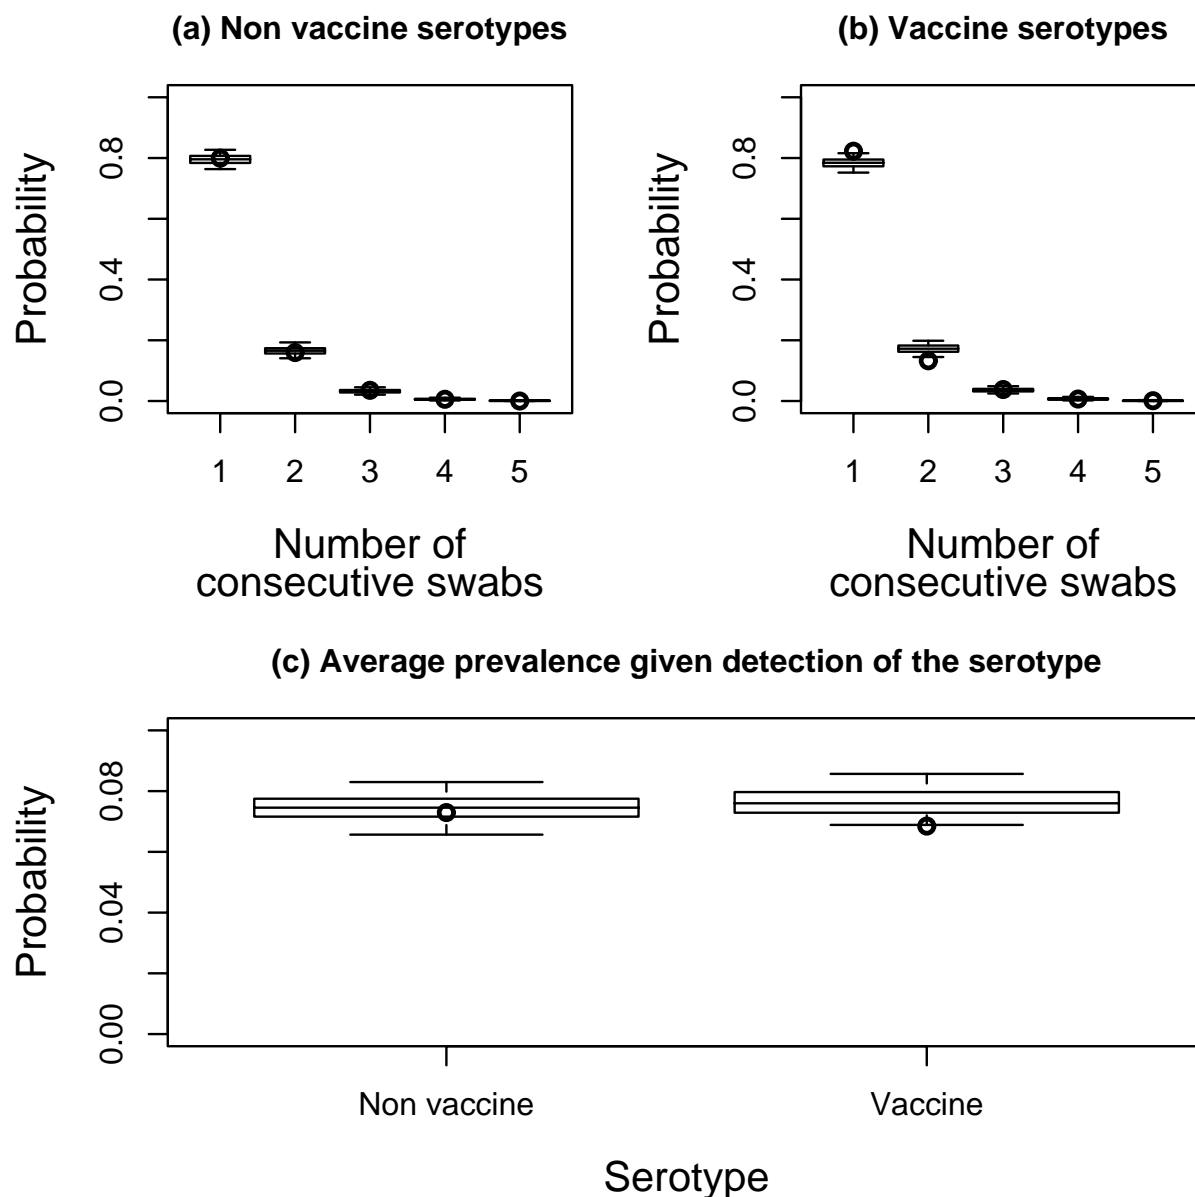 (a) Non vaccine serotypes
Probability
0.8
0.4
0.0
1 2 3 4 5
Number of
consecutive swabs
(b) Vaccine serotypes
Probability
0.8
0.4
0.0
1 2 3 4 5
Number of
consecutive swabs
(c) Average prevalence given detection of the serotype
Probability
0.08
0.04
0.00
Non vaccine Vaccine
Serotype